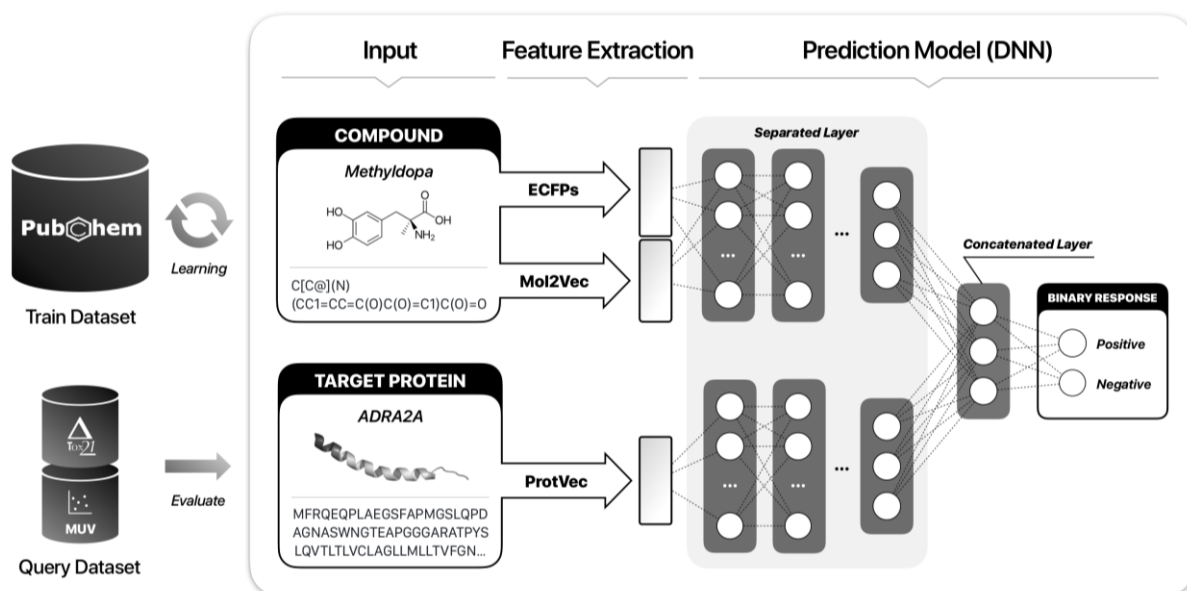 Input
Feature Extraction
Prediction Model (DNN)
PubChem
Train Dataset
Learning
COMPOUND
Methyldopa
HO
HO
O
OH
NH₂
C[C@](N)
(CC1=CC=C(O)C(O)=C1)C(O)=O
ECFPs
Mol2Vec
Separated Layer
...
...
...
Concatenated Layer
BINARY RESPONSE
Positive
Negative
Tox21
MUV
Query Dataset
Evaluate
TARGET PROTEIN
ADRA2A
MFRQEQPLAEGSFAPMGSLQPD
AGNASWNGTEAPGGGARATPYS
LQVTLTLVCLAGLLMLLTVFGN...
ProtVec
...
...
...